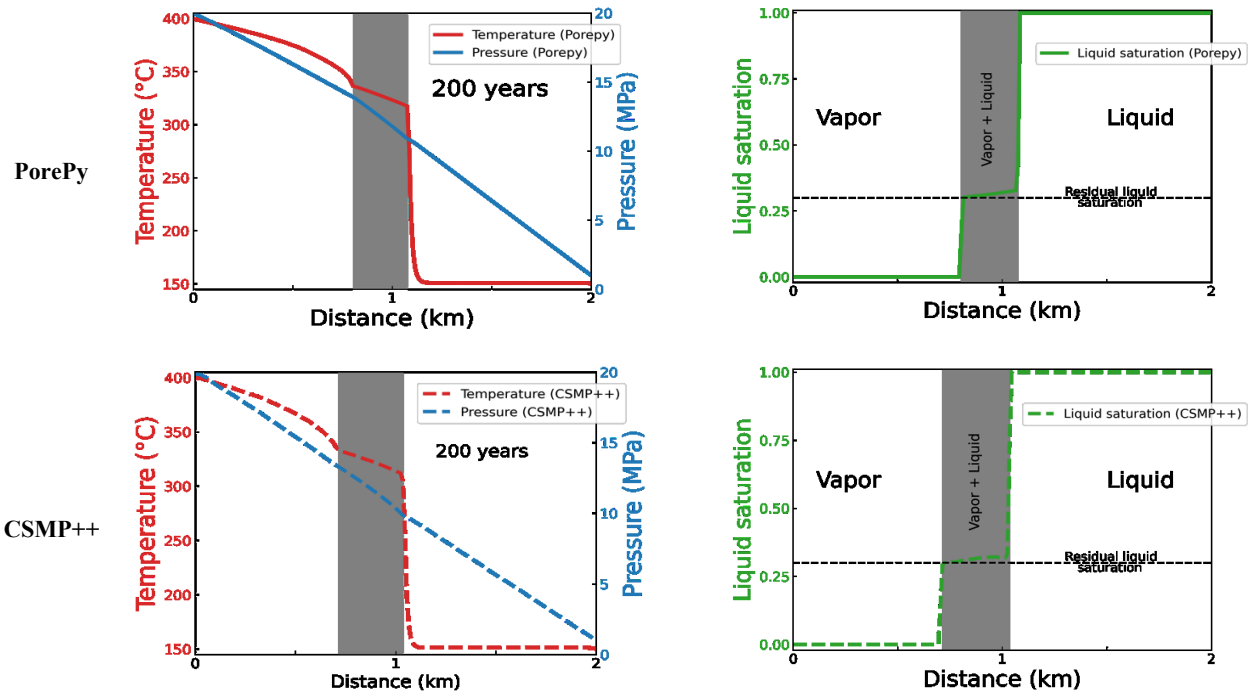 PorePy
Temperature (°C)
400
350
300
250
200
150
Temperature (Porepy)
Pressure (Porepy)
200 years
20
15
10
5
0
Pressure (MPa)
0
1
2
Distance (km)
Liquid saturation
1.00
0.75
0.50
0.25
0.00
Liquid saturation (Porepy)
Vapor
Vapor + Liquid
Liquid
Residual liquid
saturation
0
1
2
Distance (km)
CSMP++
Temperature (°C)
400
350
300
250
200
150
Temperature (CSMP++)
Pressure (CSMP++)
200 years
20
15
10
5
0
Pressure (MPa)
0
1
2
Distance (km)
Liquid saturation
1.00
0.75
0.50
0.25
0.00
Liquid saturation (CSMP++)
Vapor
Vapor + Liquid
Liquid
Residual liquid
saturation
0
1
2
Distance (km)